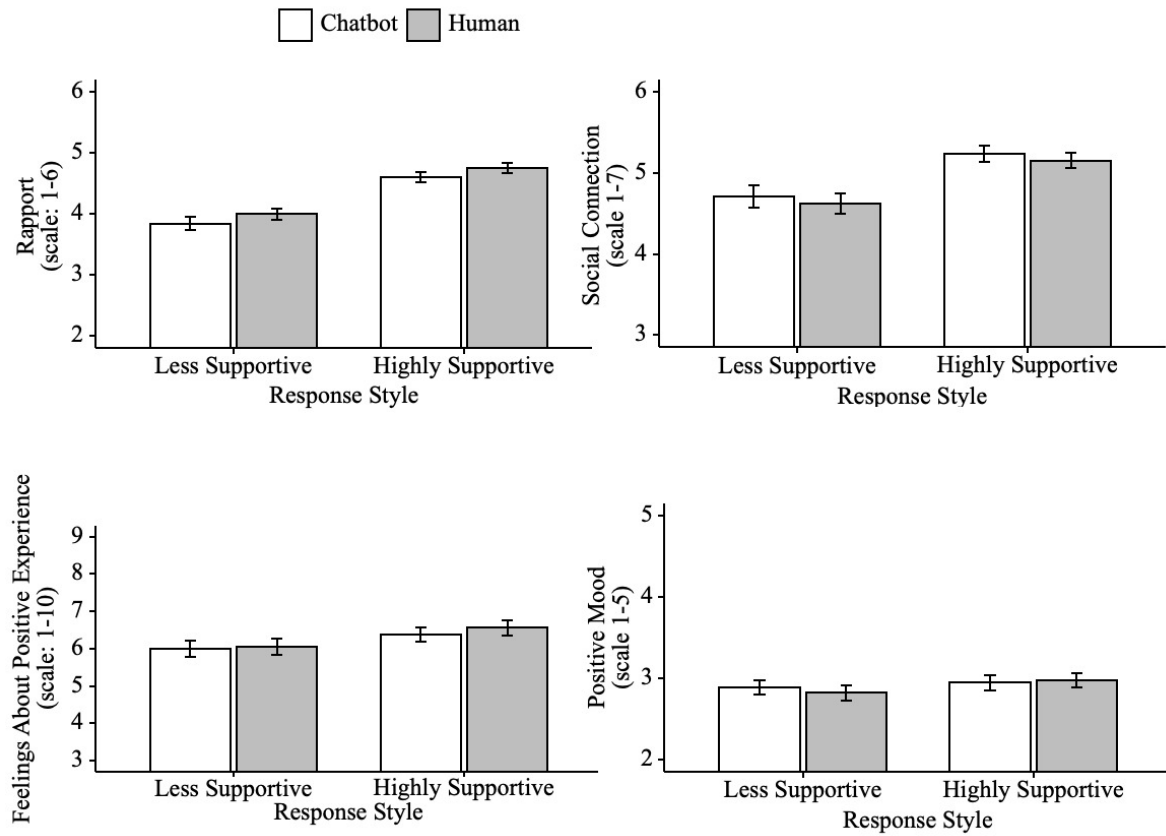 Chatbot Human
6
5
4
3
2
Rapport
(scale: 1-6)
Less Supportive Highly Supportive
Response Style
6
5
4
3
Social Connection
(scale 1-7)
Less Supportive Highly Supportive
Response Style
9
8
7
6
5
4
3
Feelings About Positive Experience
(scale: 1-10)
Less Supportive Highly Supportive
Response Style
5
4
3
2
Positive Mood
(scale 1-5)
Less Supportive Highly Supportive
Response Style